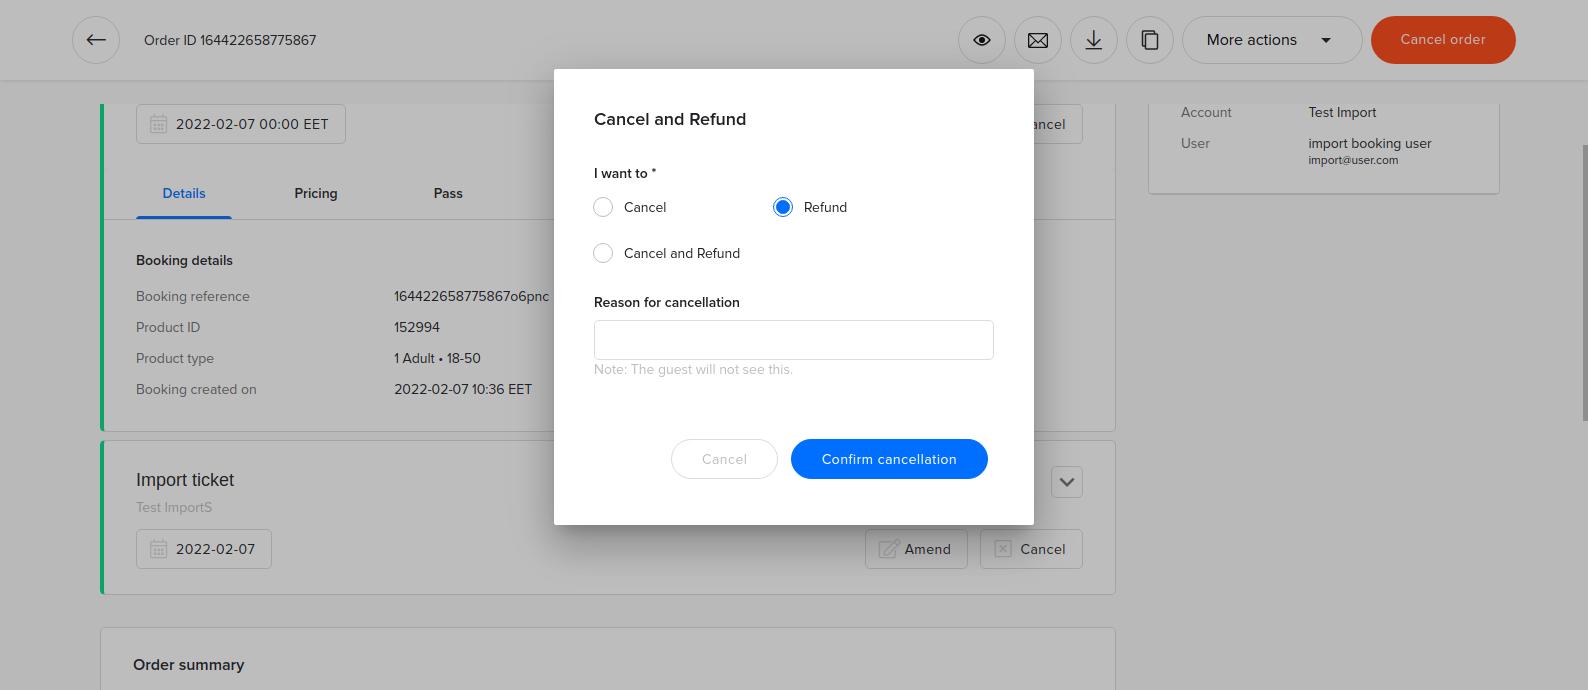 Order ID 164422658775867
More actions
Cancel order
2022-02-07 00:00 EET
ancel
Details
Pricing
Pass
Booking details
Booking reference 164422658775867o6pnc
Product ID 152994
Product type 1 Adult • 18-50
Booking created on 2022-02-07 10:36 EET
Import ticket
Test ImportS
2022-02-07
Amend
Cancel
Order summary
Account Test Import
User import booking user
import@user.com
Cancel and Refund
I want to *
Cancel
Refund
Cancel and Refund
Reason for cancellation
Note: The guest will not see this.
Cancel
Confirm cancellation